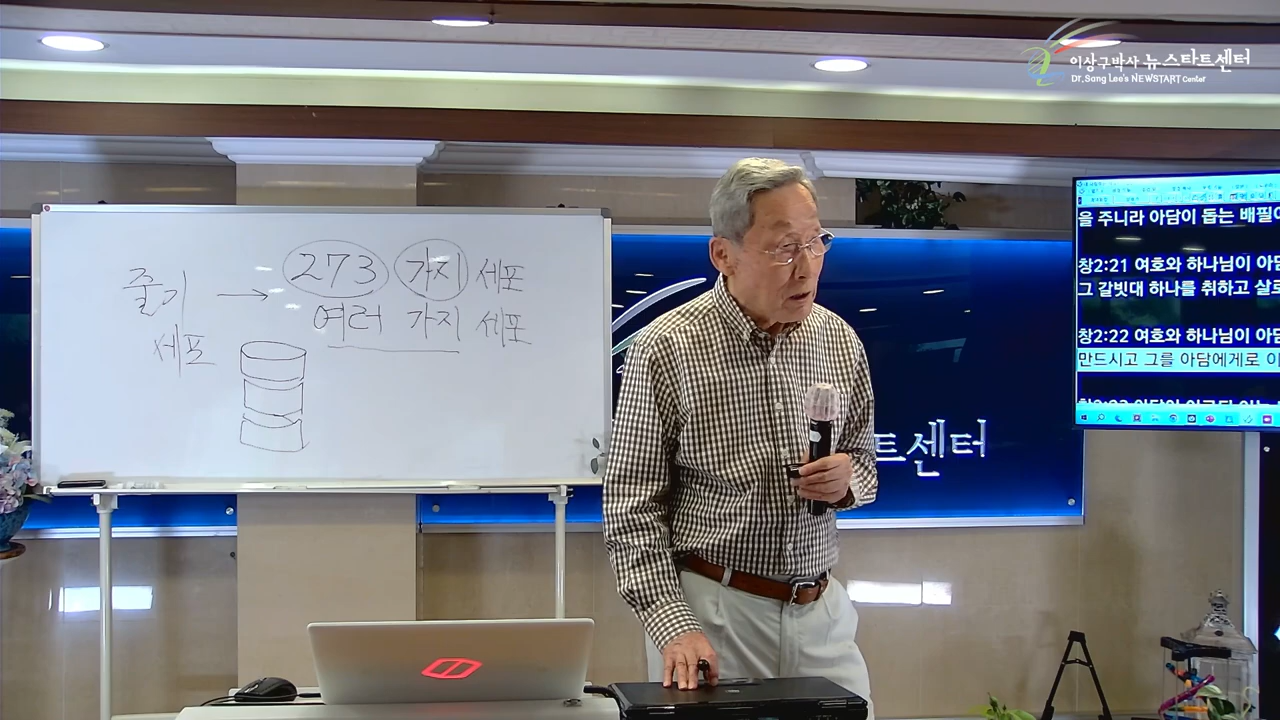 이상구박사 뉴스타트센터
Dr. Sang Lee's NEWSTART Center
줄기 → 273 가지 세포
세포
여러 가지 세포
트센터
을 주니라 아담이 돕는 배필이
창2:21 여호와 하나님이 아담
그 갈빗대 하나를 취하고 살로
창2:22 여호와 하나님이 아담
만드시고 그를 아담에게로 이